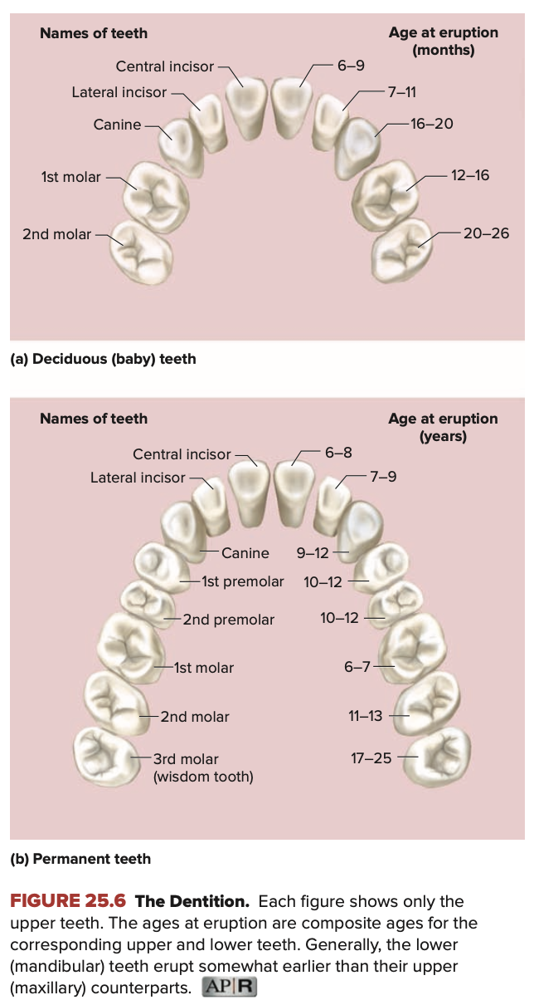 Names of teeth
Age at eruption
(months)
Central incisor
6–9
Lateral incisor
7–11
Canine
16–20
1st molar
12–16
2nd molar
20–26
(a) Deciduous (baby) teeth
Names of teeth
Age at eruption
(years)
Central incisor
6–8
Lateral incisor
7–9
Canine
9–12
1st premolar
10–12
2nd premolar
10–12
1st molar
6–7
2nd molar
11–13
3rd molar
(wisdom tooth)
17–25
(b) Permanent teeth
FIGURE 25.6 The Dentition. Each figure shows only the
upper teeth. The ages at eruption are composite ages for the
corresponding upper and lower teeth. Generally, the lower
(mandibular) teeth erupt somewhat earlier than their upper
(maxillary) counterparts. AP|R